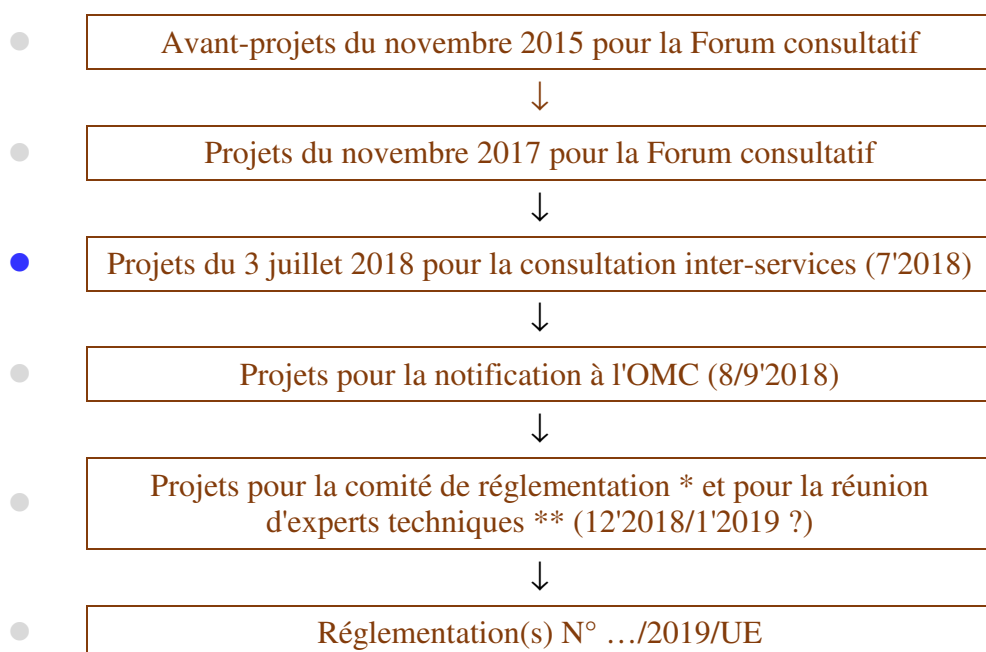 Avant-projets du novembre 2015 pour la Forum consultatif
↓
Projets du novembre 2017 pour la Forum consultatif
↓
Projets du 3 juillet 2018 pour la consultation inter-services (7'2018)
↓
Projets pour la notification à l'OMC (8/9'2018)
↓
Projets pour la comité de réglementation * et pour la réunion
d'experts techniques ** (12'2018/1'2019 ?)
↓
Réglementation(s) N° …/2019/UE